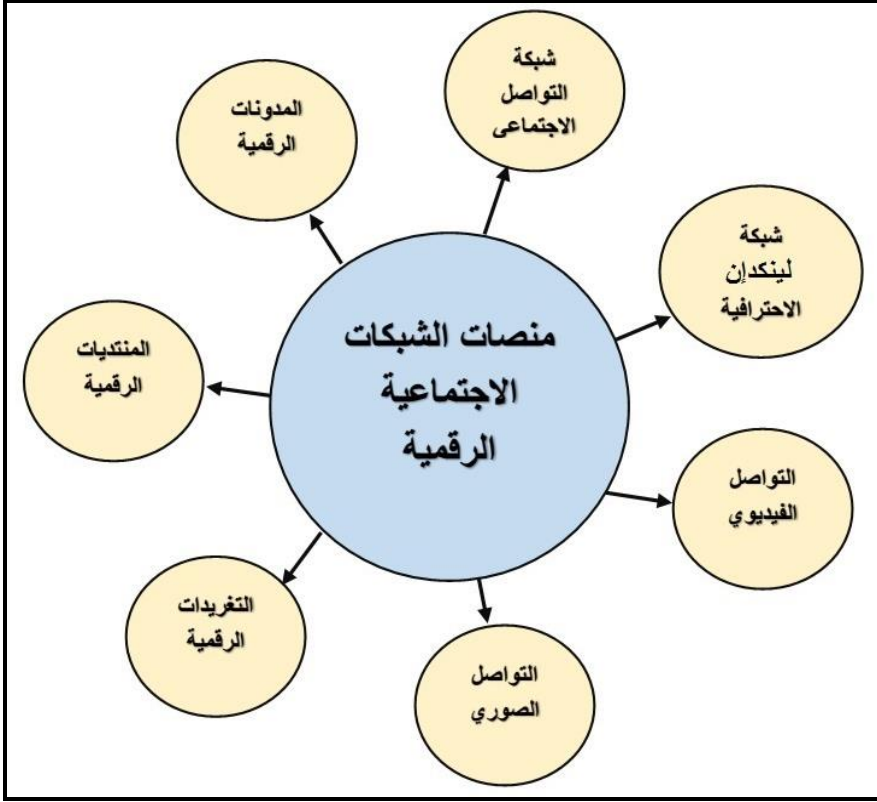 شبكة
التواصل
الاجتماعى
المدونات
الرقمية
شبكة
لينكدإن
الاحترافية
منصات الشبكات
الاجتماعية
الرقمية
المنتديات
الرقمية
التواصل
الفيديوي
التغريدات
الرقمية
التواصل
الصوري